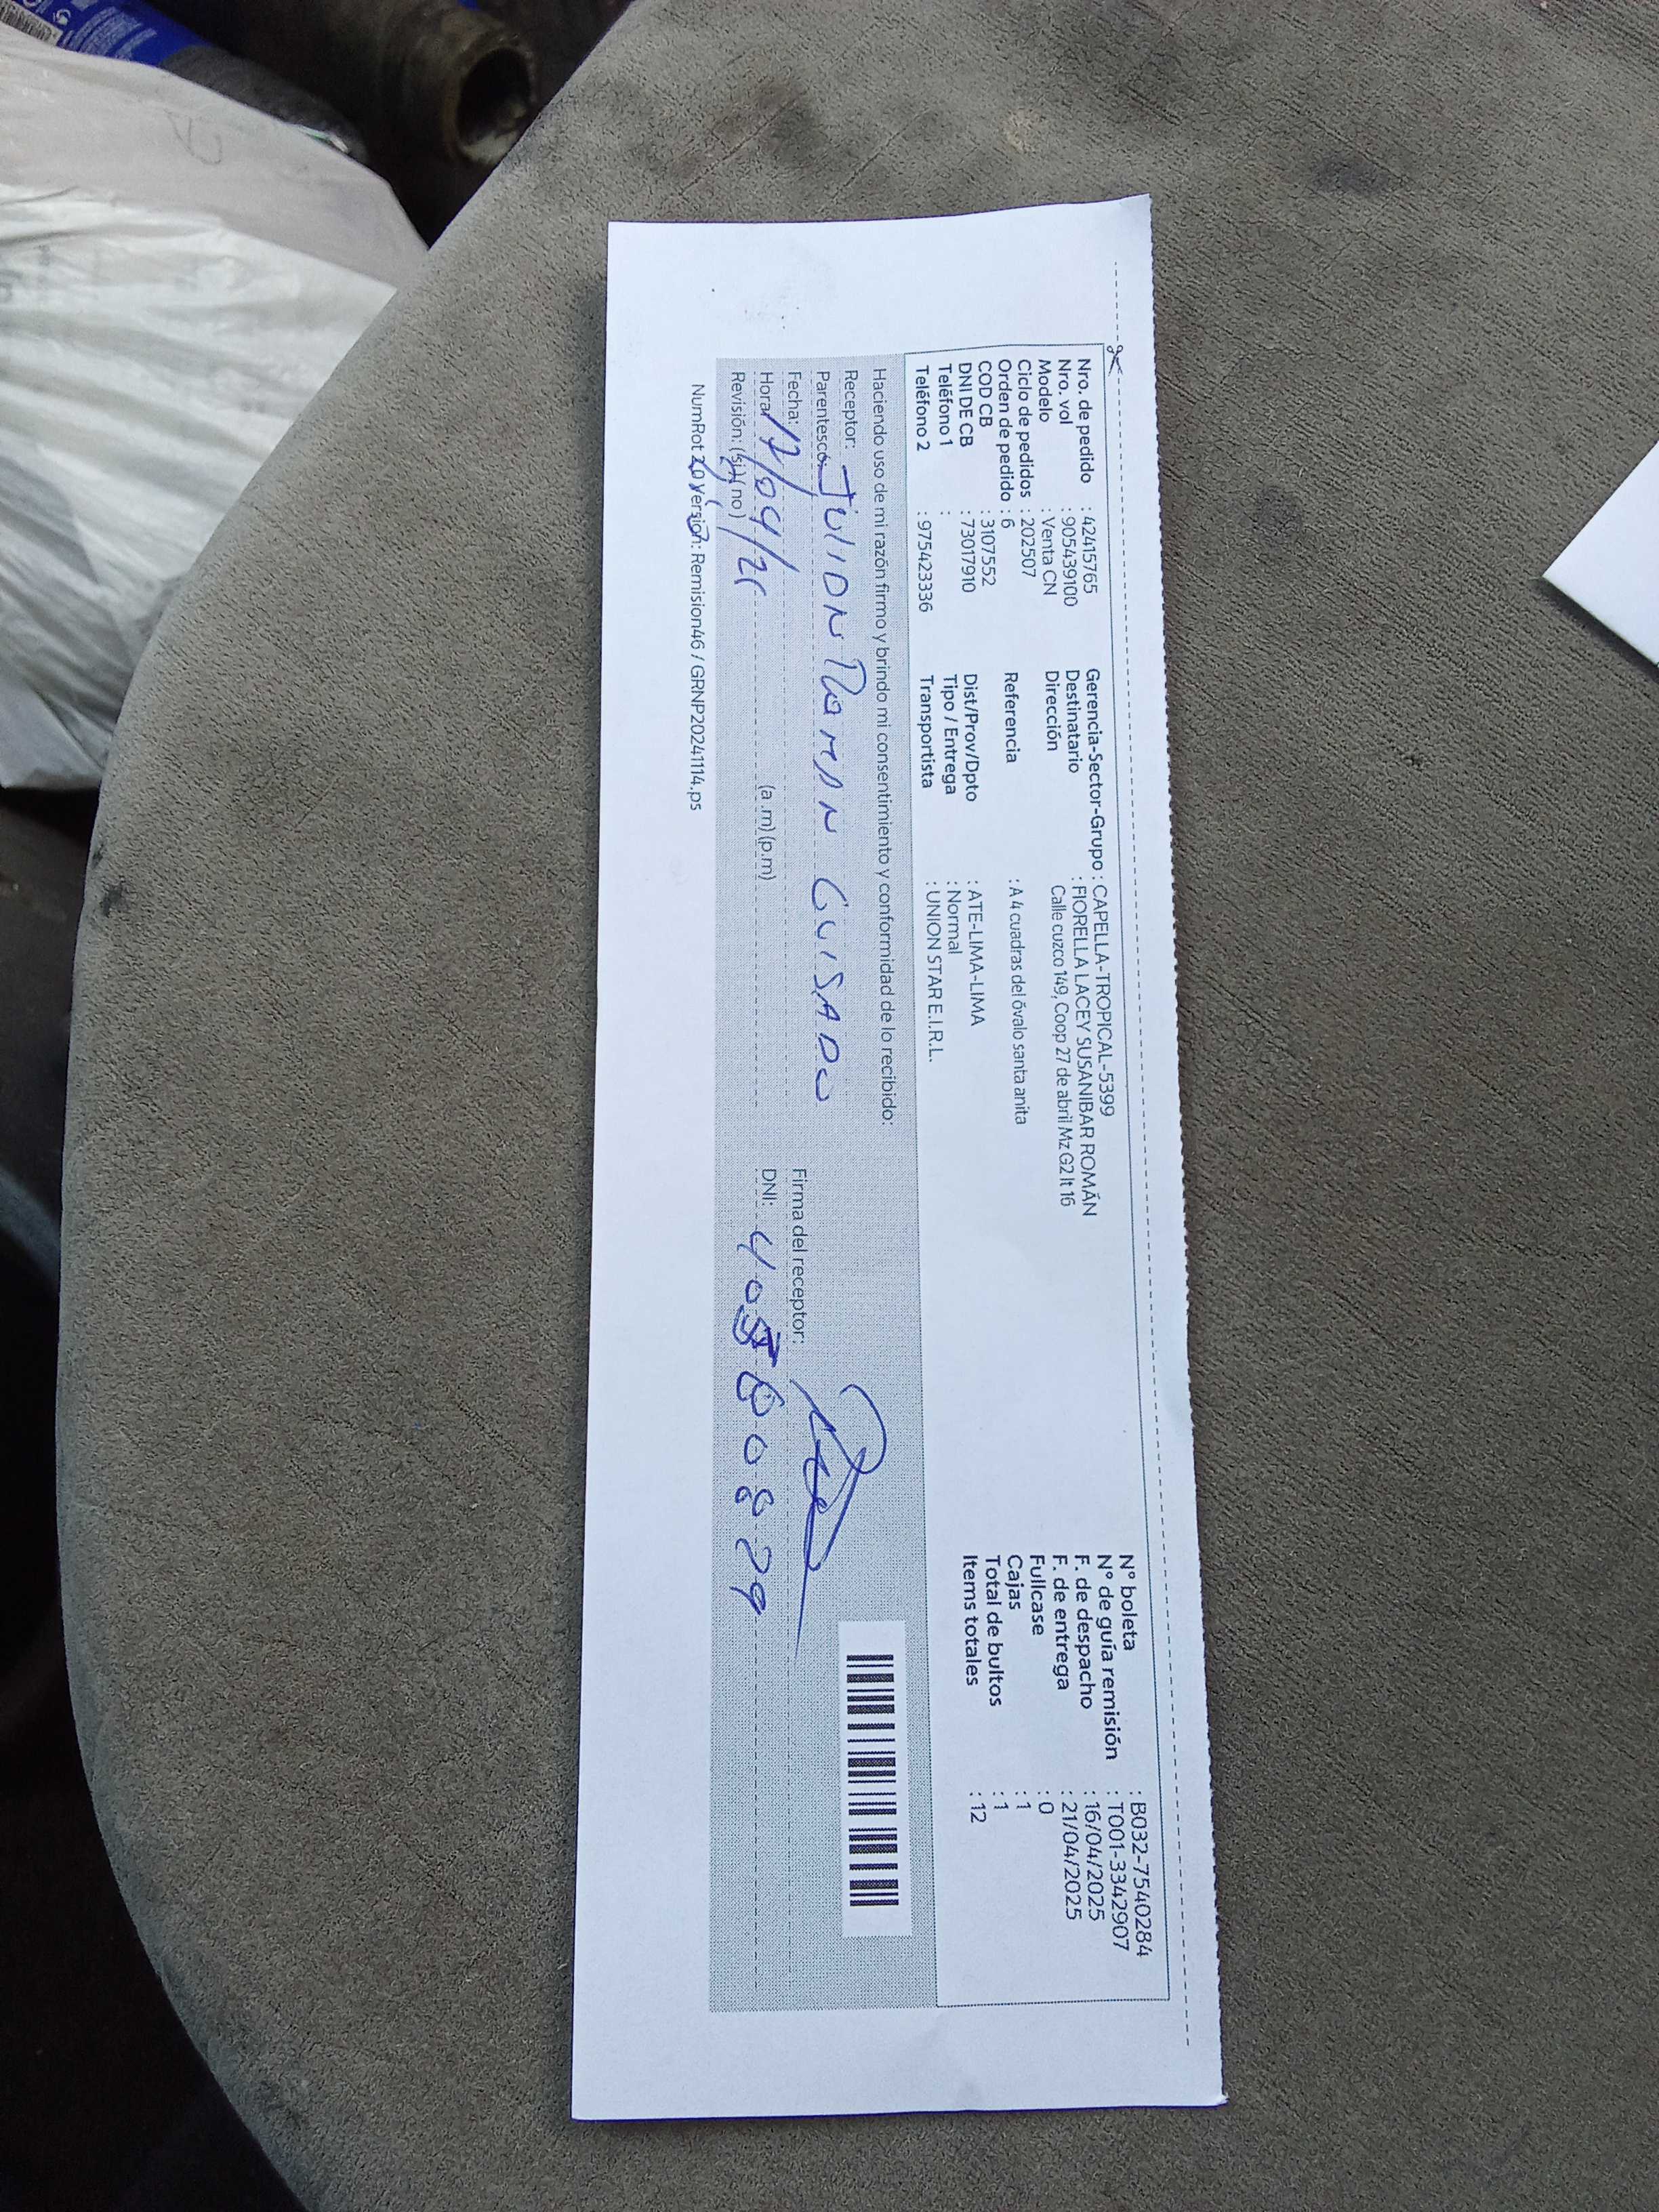 Nro. de pedido : 42415765
Nro. vol : 905439100
Modelo : Venta CN
Ciclo de pedidos : 202507
Orden de pedido : 6
COD CB : 3107552
DNI DE CB : 73017910
Teléfono 1 :
Teléfono 2 : 975423336
Gerencia-Sector-Grupo : CAPELLA-TROPICAL-5399
Destinatario : FIORELLA LACEY SUSANIBAR ROMÁN
Dirección Calle cuzco 149, Coop 27 de abril Mz G2 lt 16
Referencia : A 4 cuadras del óvalo santa anita
Dist/Prov/Dpto : ATE-LIMA-LIMA
Tipo / Entrega : Normal
Transportista : UNION STAR E.I.R.L.
N° boleta : B032-7540284
N° de guía remisión : T001-3342907
F. de despacho : 16/04/2025
F. de entrega : 21/04/2025
Fullcase : 0
Cajas : 1
Total de bultos : 1
Items totales : 12
Haciendo uso de mi razón firmo y brindo mi consentimiento y conformidad de lo recibido:
Receptor:
Parentesco: JULIAN ROMAN GUISADO
Fecha:
Hora: 17/04/25 (a.m) (p.m)
Revisión: (si) (no)
Firma del receptor:
DNI: 40500829
NumRot 2.0 Versión: Remision46 / GRNP20241114.ps